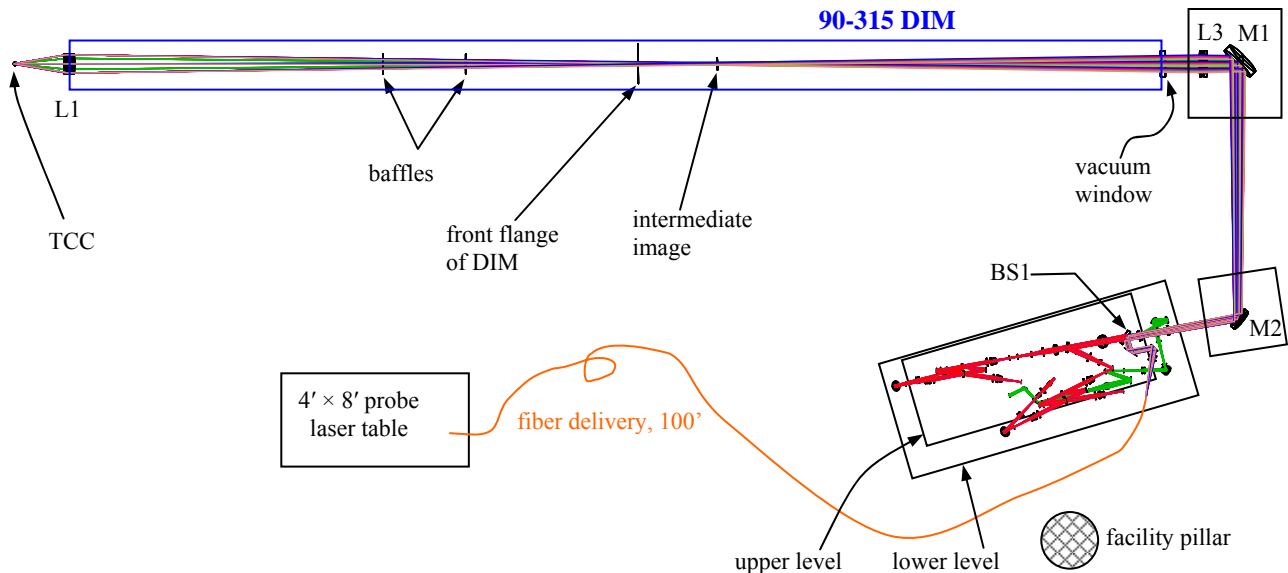 90-315 DIM
L3 M1
L1
baffles
vacuum
window
TCC
front flange
of DIM
intermediate
image
BS1
M2
4′ × 8′ probe
laser table
fiber delivery, 100’
upper level
lower level
facility pillar